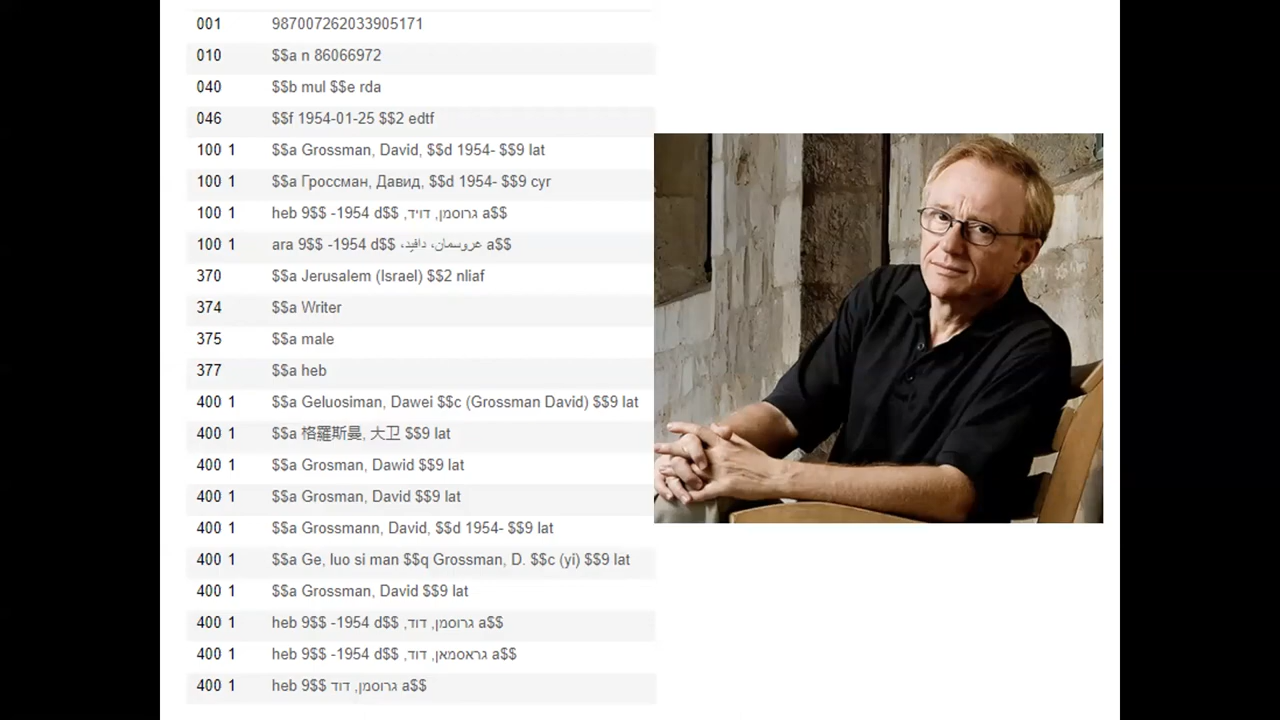 001 987007262033905171
010 $$a n 86066972
040 $$b mul $$e rda
046 $$f 1954-01-25 $$2 edtf
100 1 $$a Grossman, David, $$d 1954- $$9 lat
100 1 $$a Гроссман, Давид, $$d 1954- $$9 cyr
100 1 $$a גרוסמן, דויד, $$d 1954- $$9 heb
100 1 $$a غروسمان، دافيد، $$d 1954- $$9 ara
370 $$a Jerusalem (Israel) $$2 nliaf
374 $$a Writer
375 $$a male
377 $$a heb
400 1 $$a Geluosiman, Dawei $$c (Grossman David) $$9 lat
400 1 $$a 格羅斯曼, 大卫 $$9 lat
400 1 $$a Grosman, Dawid $$9 lat
400 1 $$a Grosman, David $$9 lat
400 1 $$a Grossmann, David, $$d 1954- $$9 lat
400 1 $$a Ge, luo si man $$q Grossman, D. $$c (yi) $$9 lat
400 1 $$a Grossman, David $$9 lat
400 1 $$a גרוסמן, דוד, $$d 1954- $$9 heb
400 1 $$a גראסמאן, דוד, $$d 1954- $$9 heb
400 1 $$a גרוסמן, דוד $$9 heb